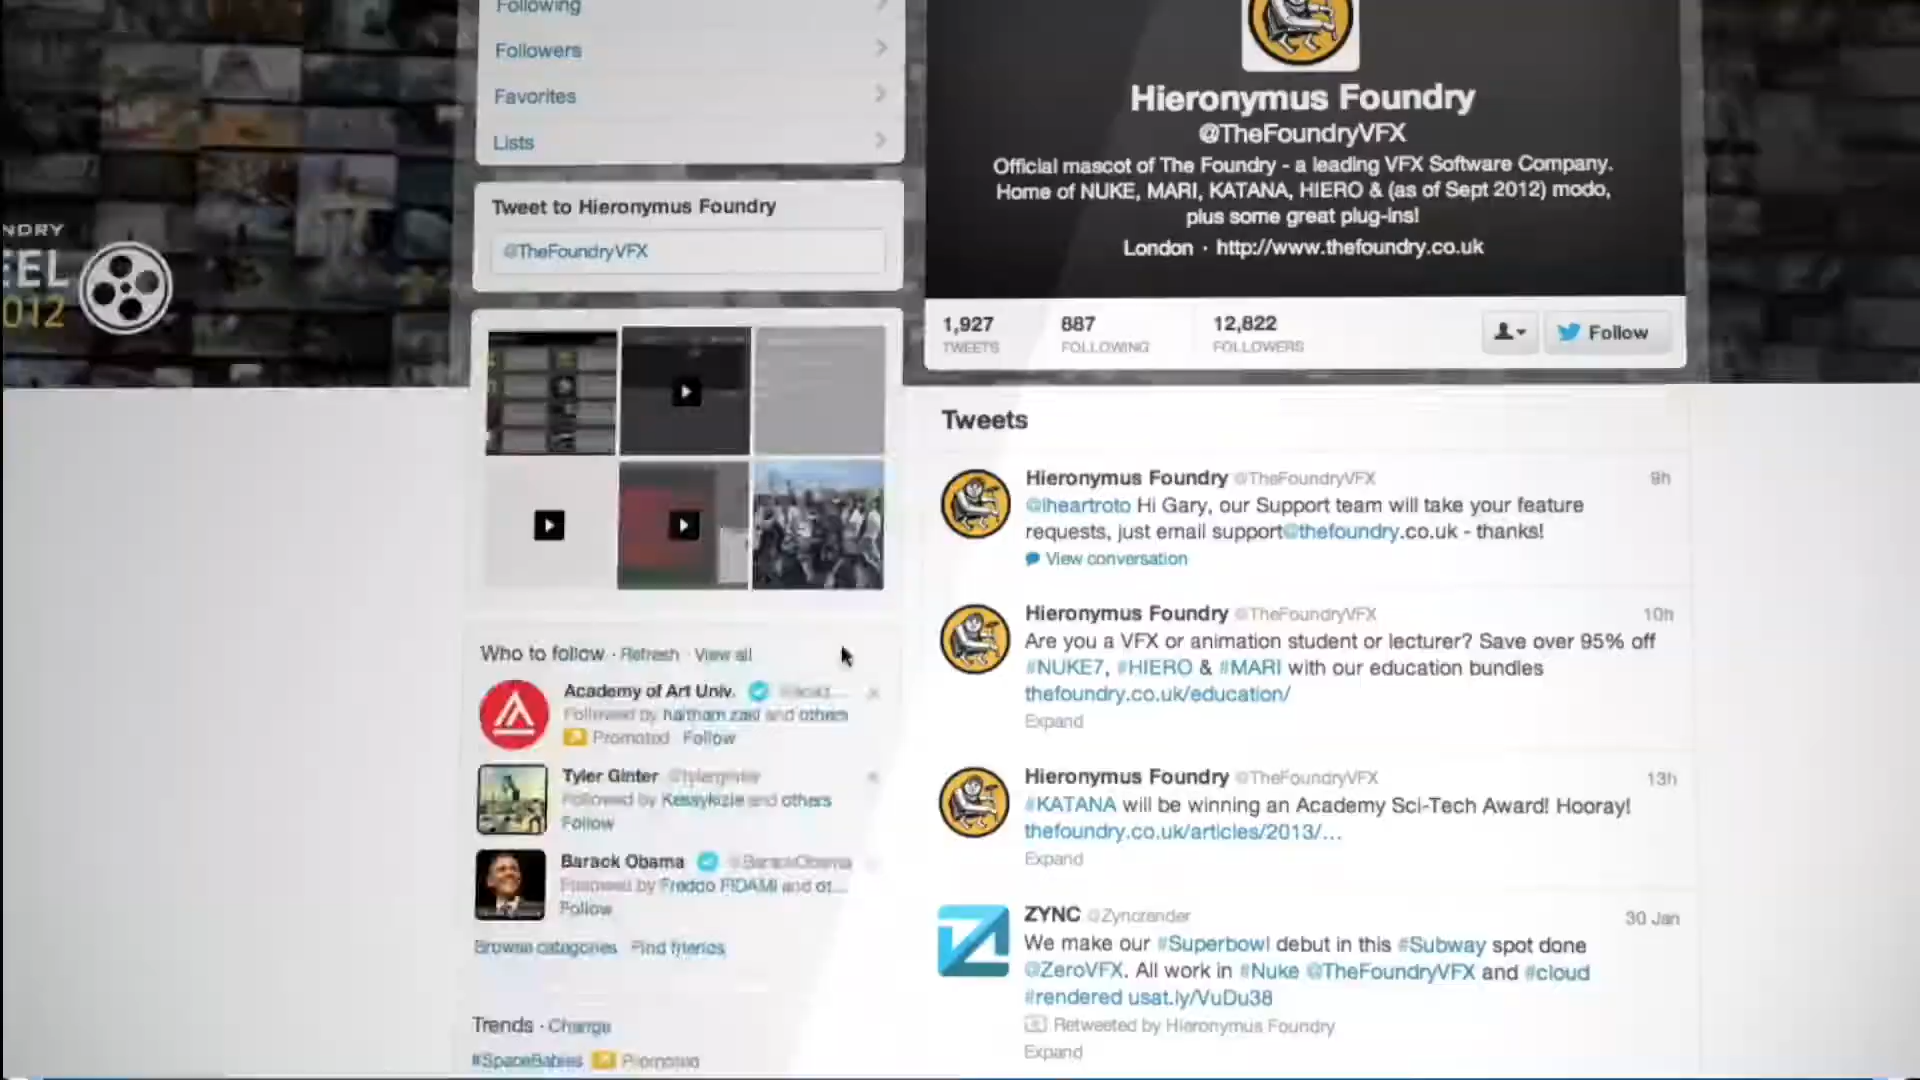 Following
Followers
Favorites
Lists
Tweet to Hieronymus Foundry
@TheFoundryVFX
NDRY
EEL
012
Hieronymus Foundry
@TheFoundryVFX
Official mascot of The Foundry - a leading VFX Software Company.
Home of NUKE, MARI, KATANA, HIERO & (as of Sept 2012) modo,
plus some great plug-ins!
London · http://www.thefoundry.co.uk
1,927
TWEETS
887
FOLLOWING
12,822
FOLLOWERS
Follow
Who to follow · Refresh · View all
Academy of Art Univ.
Followed by haitham zaki and others
Promoted Follow
Tyler Ginter @tylerginter
Followed by Kessykizie and others
Follow
Barack Obama @BarackObama
Followed by Freddo FIDAMI and ot...
Follow
Browse categories · Find friends
Trends · Change
#SpaceBabies Promoted
Tweets
Hieronymus Foundry @TheFoundryVFX 9h
@iheartroto Hi Gary, our Support team will take your feature
requests, just email support@thefoundry.co.uk - thanks!
View conversation
Hieronymus Foundry @TheFoundryVFX 10h
Are you a VFX or animation student or lecturer? Save over 95% off
#NUKE7, #HIERO & #MARI with our education bundles
thefoundry.co.uk/education/
Expand
Hieronymus Foundry @TheFoundryVFX 13h
#KATANA will be winning an Academy Sci-Tech Award! Hooray!
thefoundry.co.uk/articles/2013/...
Expand
ZYNC @Zyncrender 30 Jan
We make our #Superbowl debut in this #Subway spot done
@ZeroVFX. All work in #Nuke @TheFoundryVFX and #cloud
#rendered usat.ly/VuDu38
Retweeted by Hieronymus Foundry
Expand